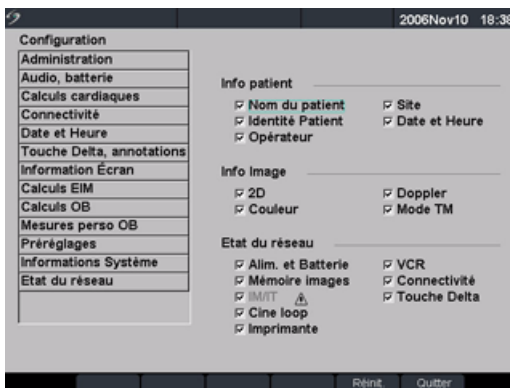 2006Nov10 18:38
Configuration
Administration
Audio, batterie
Calculs cardiaques
Connectivité
Date et Heure
Touche Delta, annotations
Information Écran
Calculs EIM
Calculs OB
Mesures perso OB
Préréglages
Informations Système
Etat du réseau
Info patient
Nom du patient
Site
Identité Patient
Date et Heure
Opérateur
Info Image
2D
Doppler
Couleur
Mode TM
Etat du réseau
Alim. et Batterie
VCR
Mémoire images
Connectivité
IM/IT
Touche Delta
Cine loop
Imprimante
Réinit.
Quitter